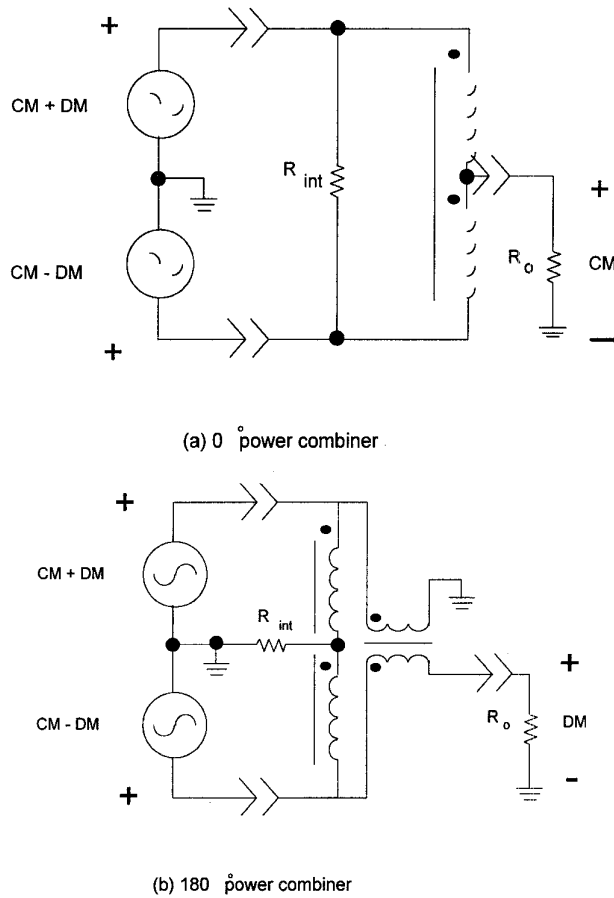 +
CM + DM
R int
CM - DM
+
R o
+
CM
−
(a) 0 ° power combiner
+
CM + DM
R int
CM - DM
+
R o
+
DM
-
(b) 180 ° power combiner